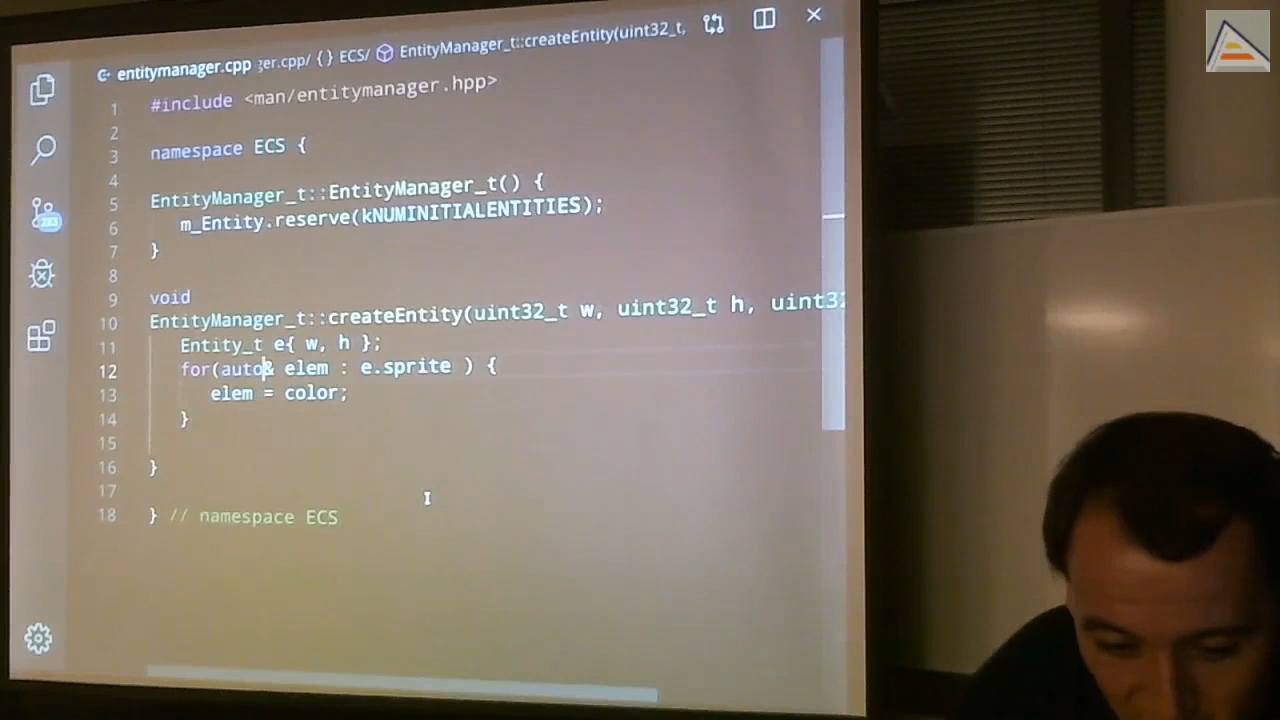 entitymanager.cpp ger.cpp/ { } ECS/ EntityManager_t::createEntity(uint32_t,
1 #include <man/entitymanager.hpp>
2
3 namespace ECS {
4
5 EntityManager_t::EntityManager_t() {
6 m_Entity.reserve(kNUMINITIALENTITIES);
7 }
8
9 void
10 EntityManager_t::createEntity(uint32_t w, uint32_t h, uint32
11 Entity_t e{ w, h };
12 for(auto& elem : e.sprite ) {
13 elem = color;
14 }
15
16 }
17
18 } // namespace ECS